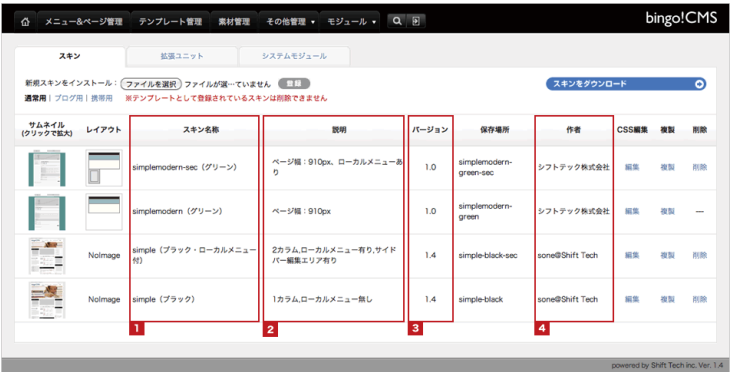 メニュー&ページ管理 テンプレート管理 素材管理 その他管理 ▼ モジュール ▼ bingo!CMS
スキン 拡張ユニット システムモジュール
新規スキンをインストール： ファイルを選択 ファイルが選…ていません 登録 スキンをダウンロード
通常用 | ブログ用 | 携帯用 ※テンプレートとして登録されているスキンは削除できません
サムネイル
(クリックで拡大) レイアウト スキン名称 説明 バージョン 保存場所 作者 CSS編集 複製 削除
simplemodern-sec（グリーン） ページ幅：910px、ローカルメニューあ
り 1.0 simplemodern-
green-sec シフトテック株式会社 編集 複製 削除
simplemodern（グリーン） ページ幅：910px 1.0 simplemodern-
green シフトテック株式会社 編集 複製 —
NoImage simple（ブラック・ローカルメニュー
付） 2カラム,ローカルメニュー有り,サイド
バー編集エリア有り 1.4 simple-black-sec sone@Shift Tech 編集 複製 削除
NoImage simple（ブラック） 1カラム,ローカルメニュー無し 1.4 simple-black sone@Shift Tech 編集 複製 削除
1 2 3 4
powered by Shift Tech inc. Ver. 1.4